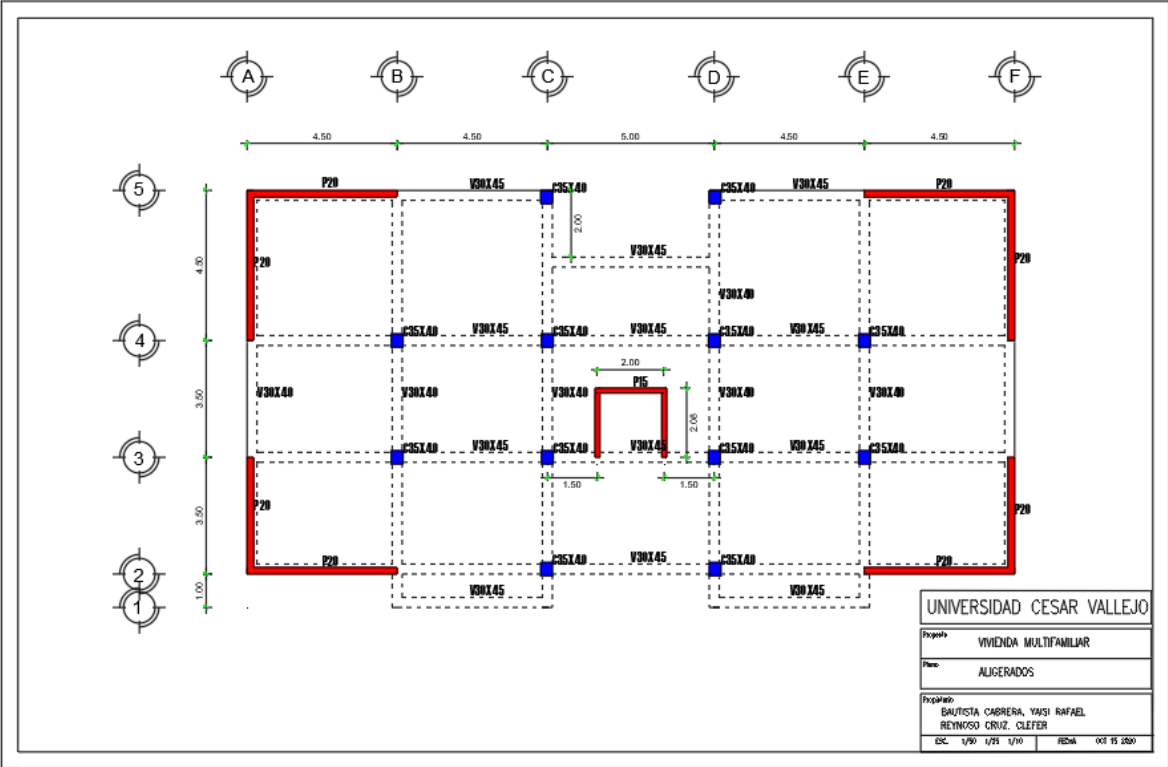 A B C D E F
4.50 4.50 5.00 4.50 4.50
5
P20 V30X45 C35X40 C35X40 V30X45 P20
2.00
V30X45
4.50
P20 P20
V30X40
4
C35X40 V30X45 C35X40 V30X45 C35X40 V30X45 C35X40
2.00
P15
3.50
V30X40 V30X40 V30X40 V30X40 V30X40
2.06
3
C35X40 V30X45 C35X40 V30X45 C35X40 V30X45 C35X40
1.50 1.50
3.50
P20 P20
P20 C35X40 V30X45 C35X40 P20
2
1.00
V30X45 V30X45
1
UNIVERSIDAD CESAR VALLEJO
Proyecto
VIVIENDA MULTIFAMILIAR
Plano
ALIGERADOS
Propietario
BAUTISTA CABRERA, YAISI RAFAEL
REYNOSO CRUZ, CLEFER
ESC. 1/50 1/25 1/10 FECHA OCT 15 2020